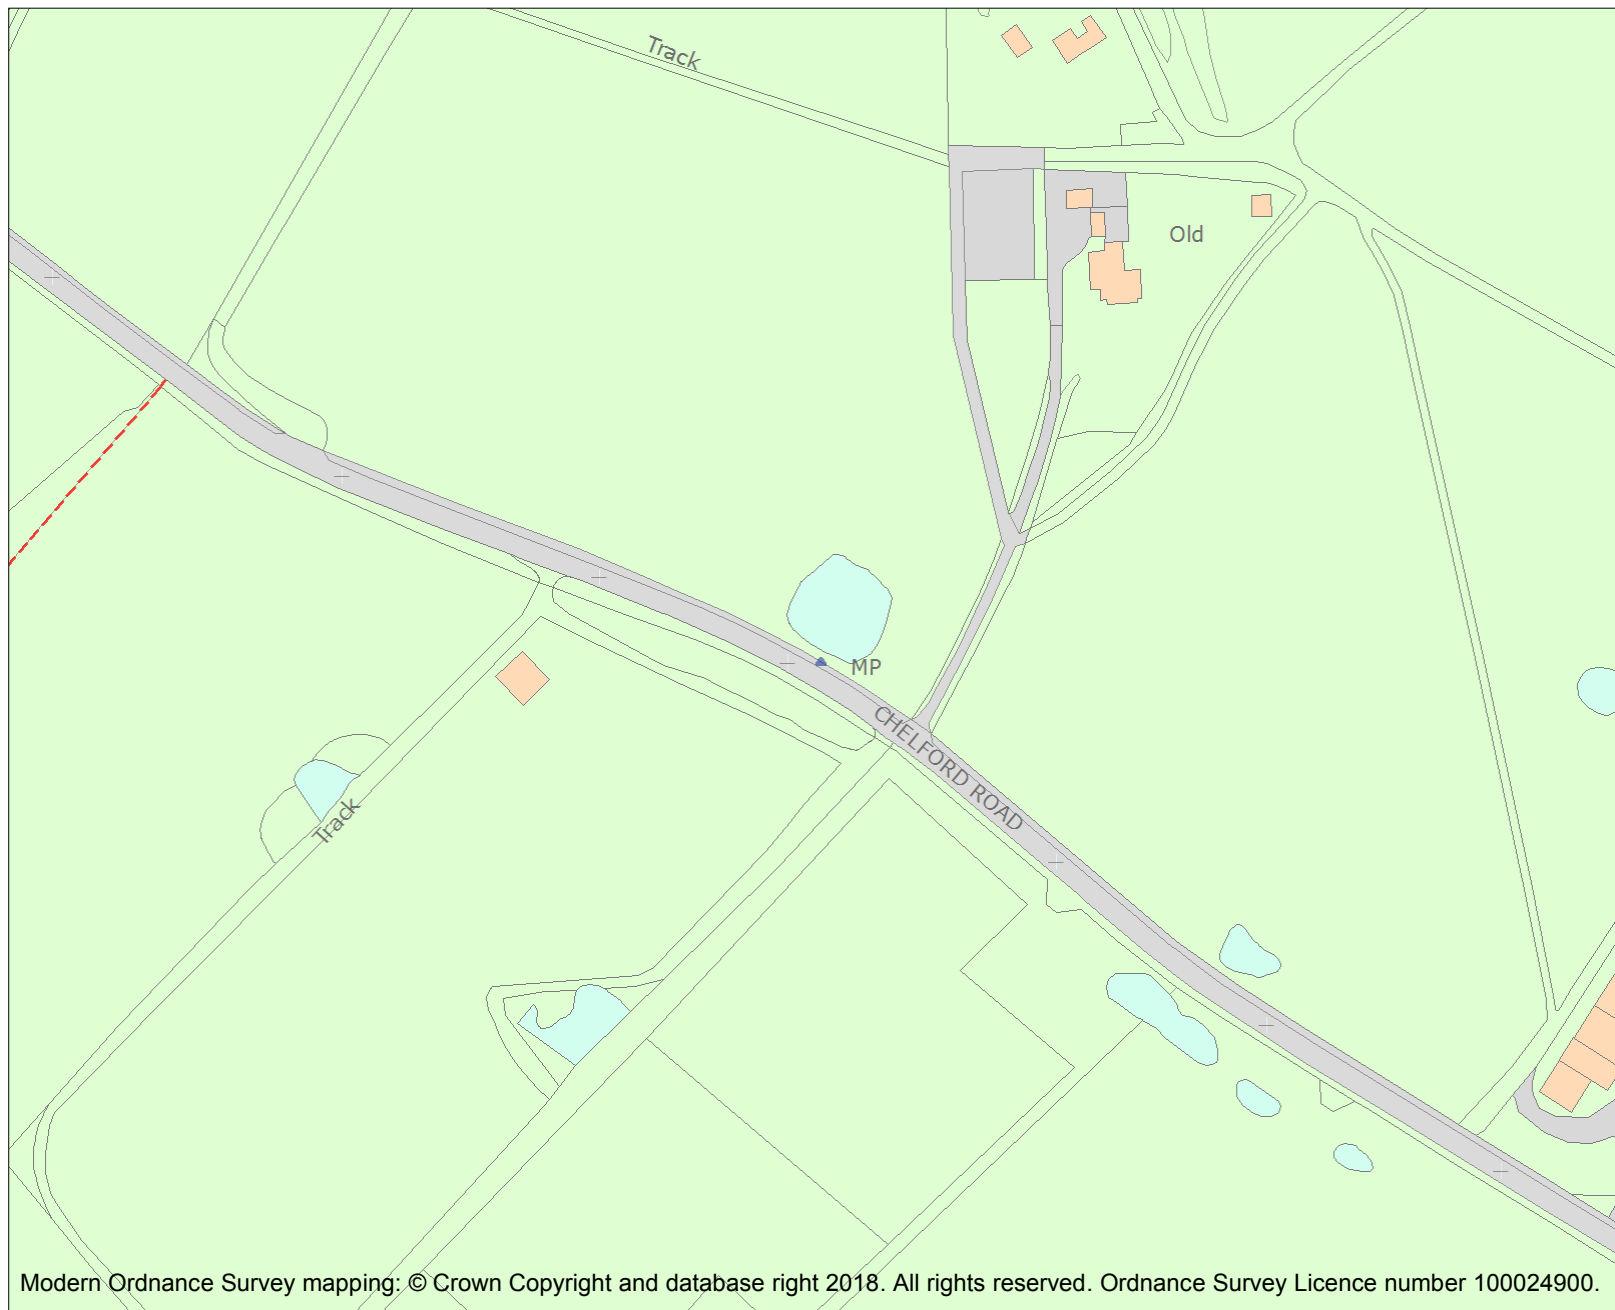 Track
Old
MP
CHELFORD ROAD
Track
Modern Ordnance Survey mapping: © Crown Copyright and database right 2018. All rights reserved. Ordnance Survey Licence number 100024900.